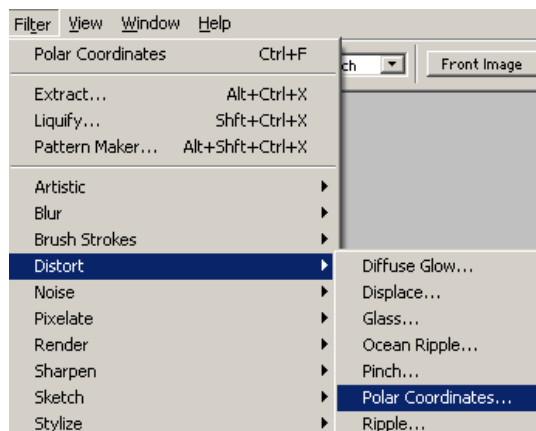 Filter View Window Help
Polar Coordinates Ctrl+F
ch Front Image
Extract... Alt+Ctrl+X
Liquify... Shft+Ctrl+X
Pattern Maker... Alt+Shft+Ctrl+X
Artistic
Blur
Brush Strokes
Distort Diffuse Glow...
Noise Displace...
Pixelate Glass...
Render Ocean Ripple...
Sharpen Pinch...
Sketch Polar Coordinates...
Stylize Ripple...